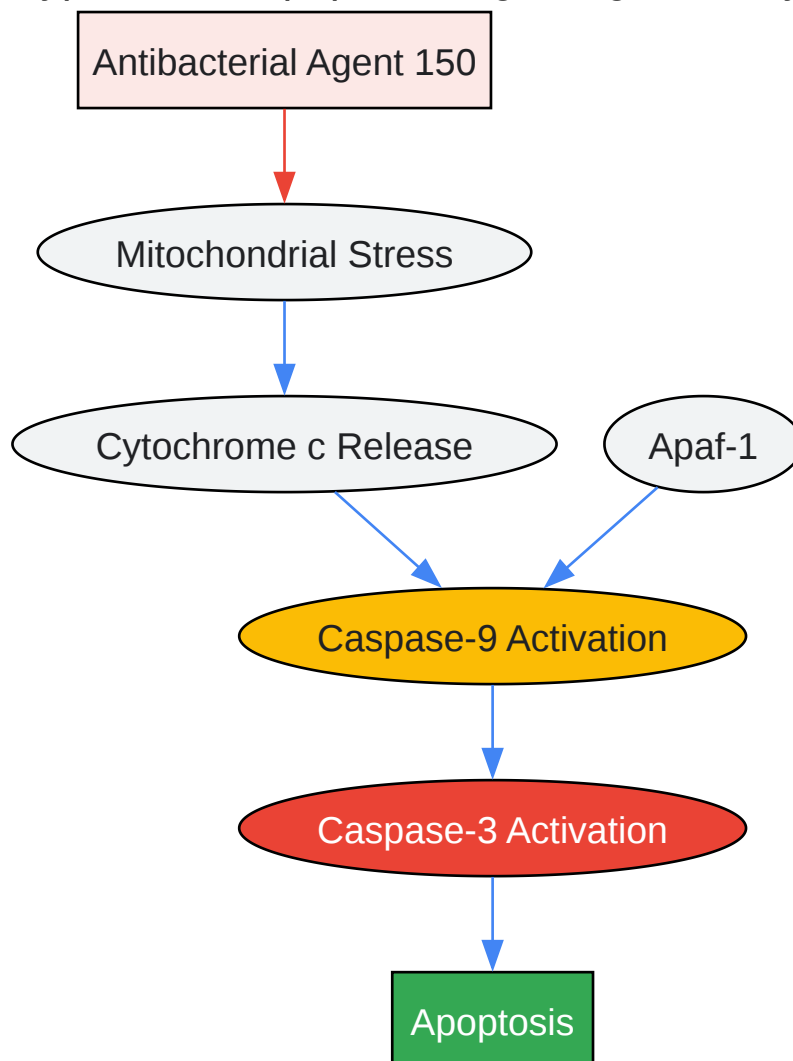 Antibacterial Agent 150
Mitochondrial Stress
Cytochrome c Release
Apaf-1
Caspase-9 Activation
Caspase-3 Activation
Apoptosis